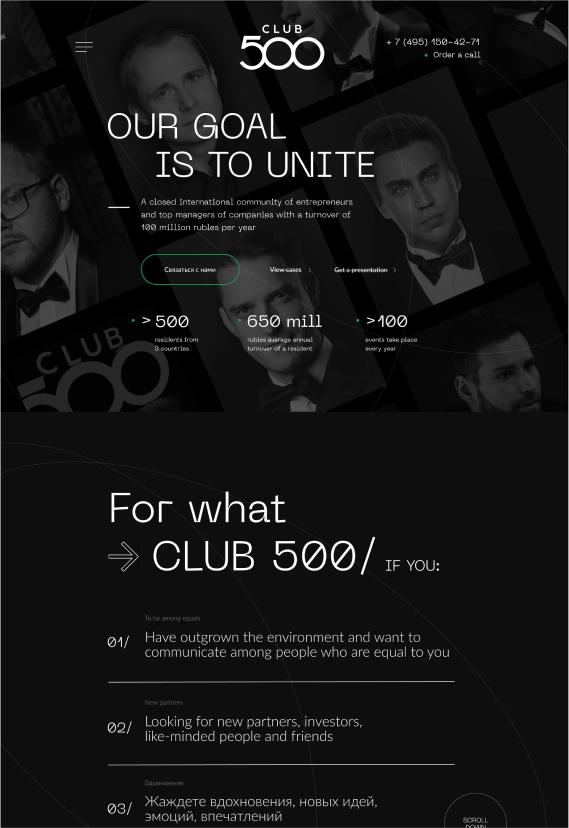 CLUB
500
+ 7 (495) 150-42-71
Order a call
OUR GOAL
IS TO UNITE
A closed International community of entrepreneurs
and top managers of companies with a turnover of
100 million rubles per year
Связаться с нами
View cases
Get a presentation
> 500
residents from
3 countries
650 mill
rubles average annual
turnover of a resident
>100
events take place
every year
CLUB
500
For what
CLUB 500/ IF YOU:
To be among equals
01/
Have outgrown the environment and want to
communicate among people who are equal to you
New partners
02/
Looking for new partners, investors,
like-minded people and friends
Вдохновение
03/
Жаждете вдохновения, новых идей,
эмоций, впечатлений
SCROLL
DOWN